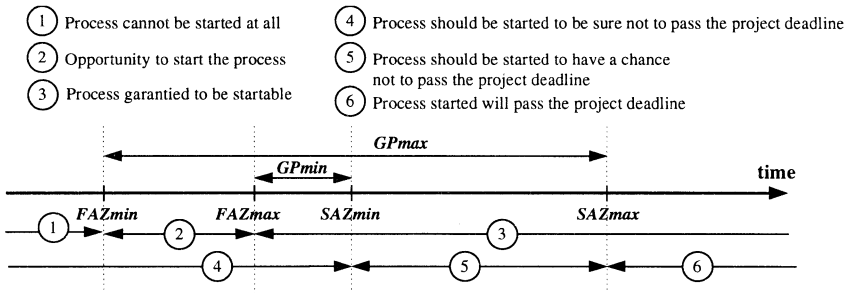 1 Process cannot be started at all
2 Opportunity to start the process
3 Process garantied to be startable
4 Process should be started to be sure not to pass the project deadline
5 Process should be started to have a chance
not to pass the project deadline
6 Process started will pass the project deadline
GPmax
GPmin
time
FAZmin FAZmax SAZmin SAZmax
1 2 3
4 5 6